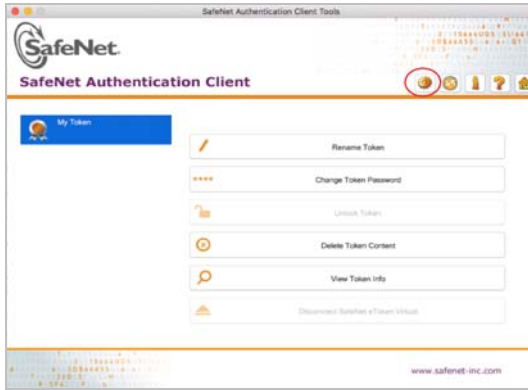 SafeNet Authentication Client Tools
SafeNet.
SafeNet Authentication Client
My Token
Rename Token
Change Token Password
Unlock Token
Delete Token Content
View Token Info
Disconnect SafeNet eToken Virtual
www.safenet-inc.com